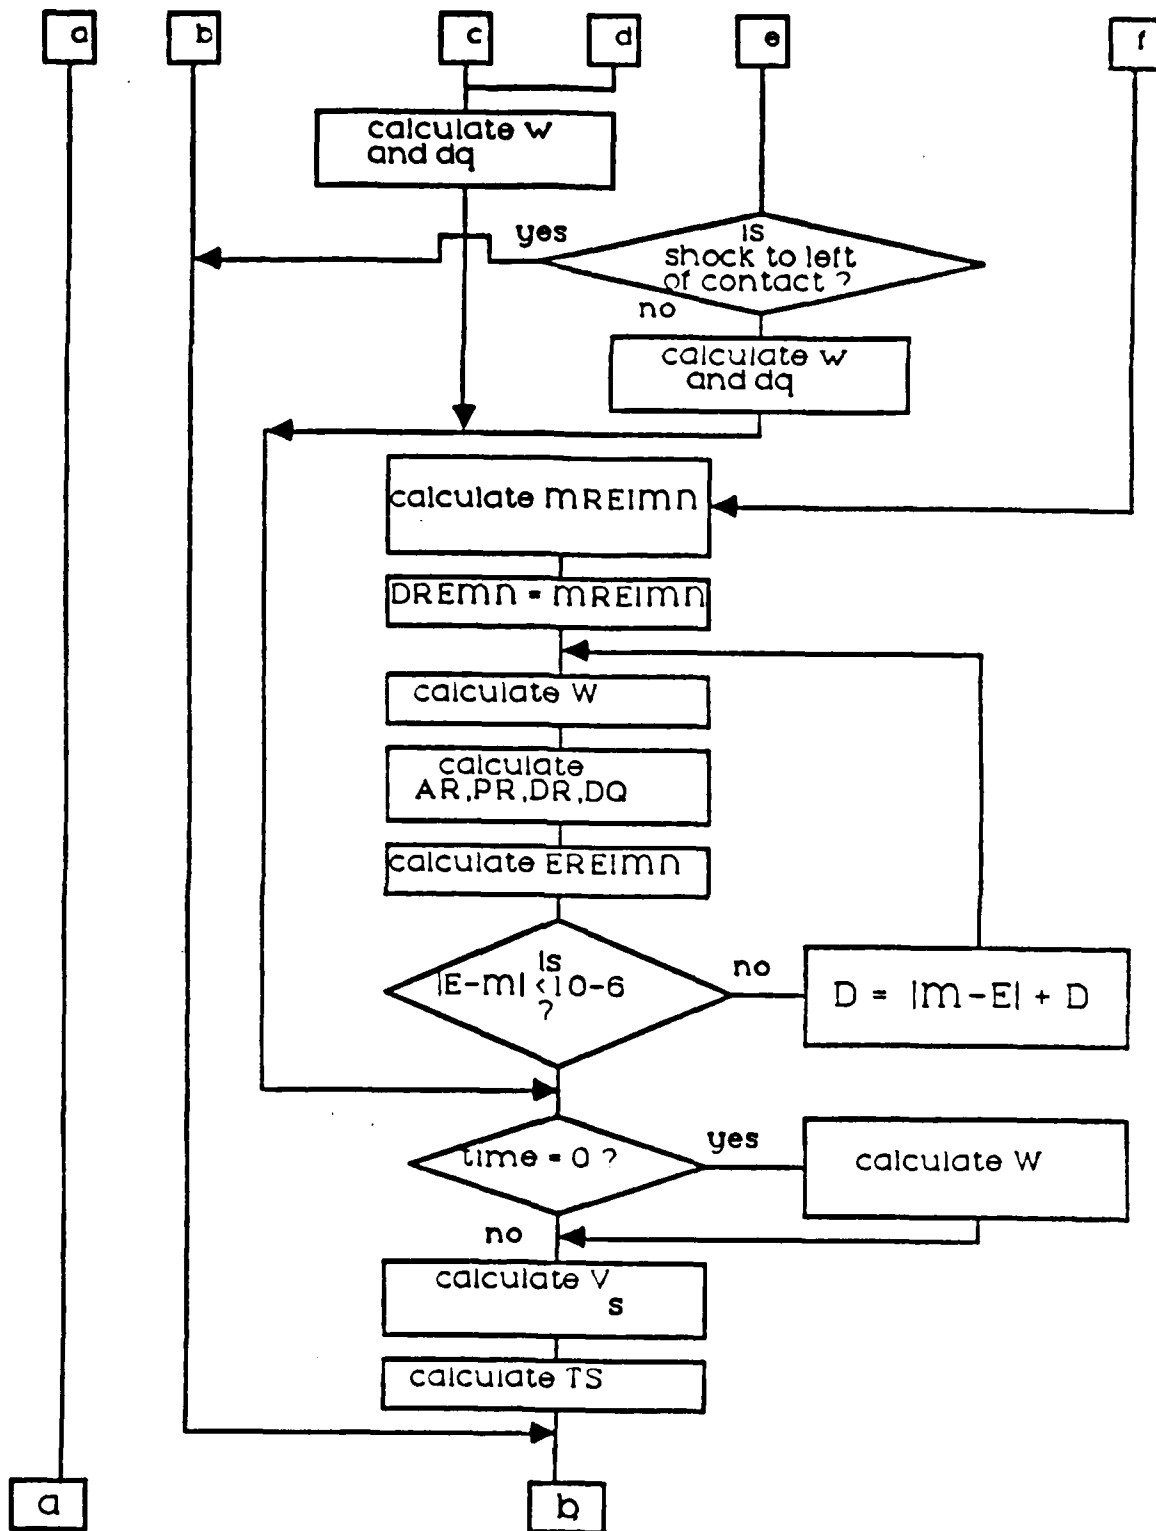 a b c d e f
calculate w
and dq
yes
is
shock to left
of contact ?
no
calculate w
and dq
calculate MREIMN
DREMN = MREIMN
calculate W
calculate
AR,PR,DR,DQ
calculate EREIMN
is
|E-M| <10-6
?
no
D = |M-E| + D
time = 0 ?
yes
calculate W
no
calculate V
s
calculate TS
a b